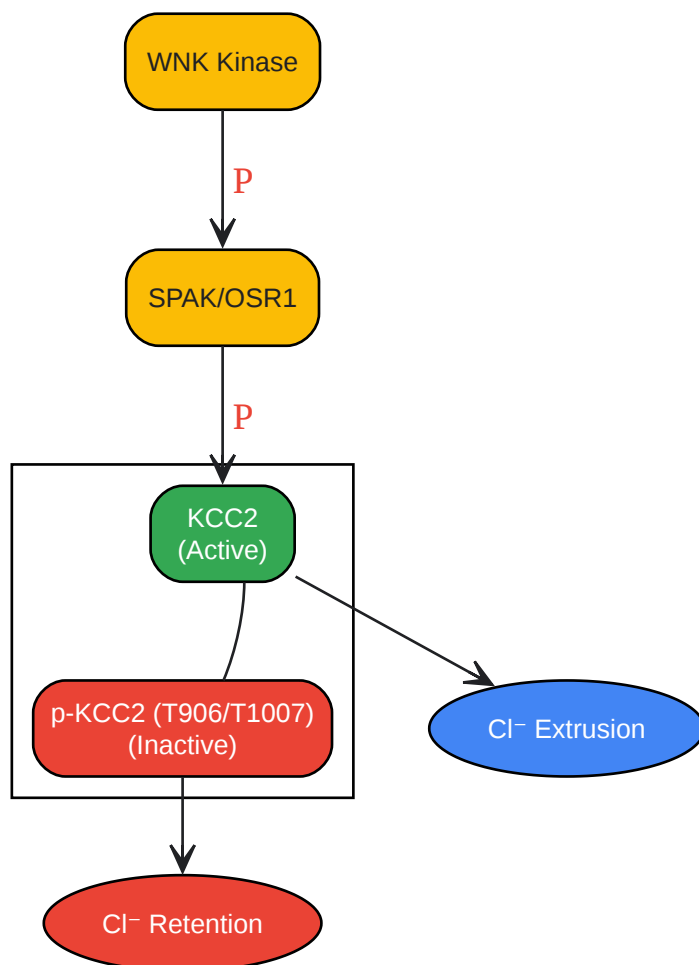 WNK Kinase
P
SPAK/OSR1
P
KCC2
(Active)
p-KCC2 (T906/T1007)
(Inactive)
Cl⁻ Extrusion
Cl⁻ Retention